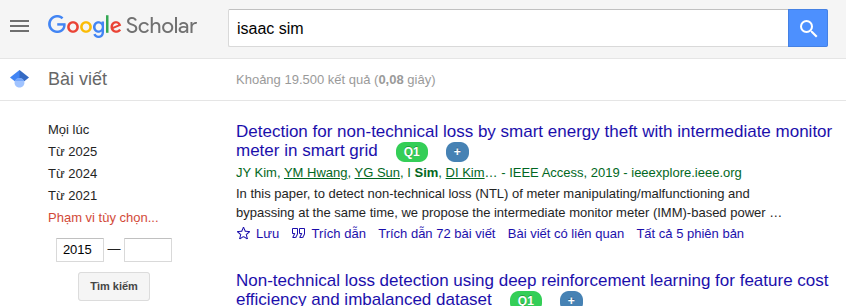 Google Scholar
isaac sim
Bài viết
Khoảng 19.500 kết quả (0,08 giây)
Mọi lúc
Từ 2025
Từ 2024
Từ 2021
Phạm vi tùy chọn...
2015 —
Tìm kiếm
Detection for non-technical loss by smart energy theft with intermediate monitor
meter in smart grid Q1 +
JY Kim, YM Hwang, YG Sun, I Sim, DI Kim… - IEEE Access, 2019 - ieeexplore.ieee.org
In this paper, to detect non-technical loss (NTL) of meter manipulating/malfunctioning and
bypassing at the same time, we propose the intermediate monitor meter (IMM)-based power …
Lưu Trích dẫn Trích dẫn 72 bài viết Bài viết có liên quan Tất cả 5 phiên bản
Non-technical loss detection using deep reinforcement learning for feature cost
efficiency and imbalanced dataset Q1 +